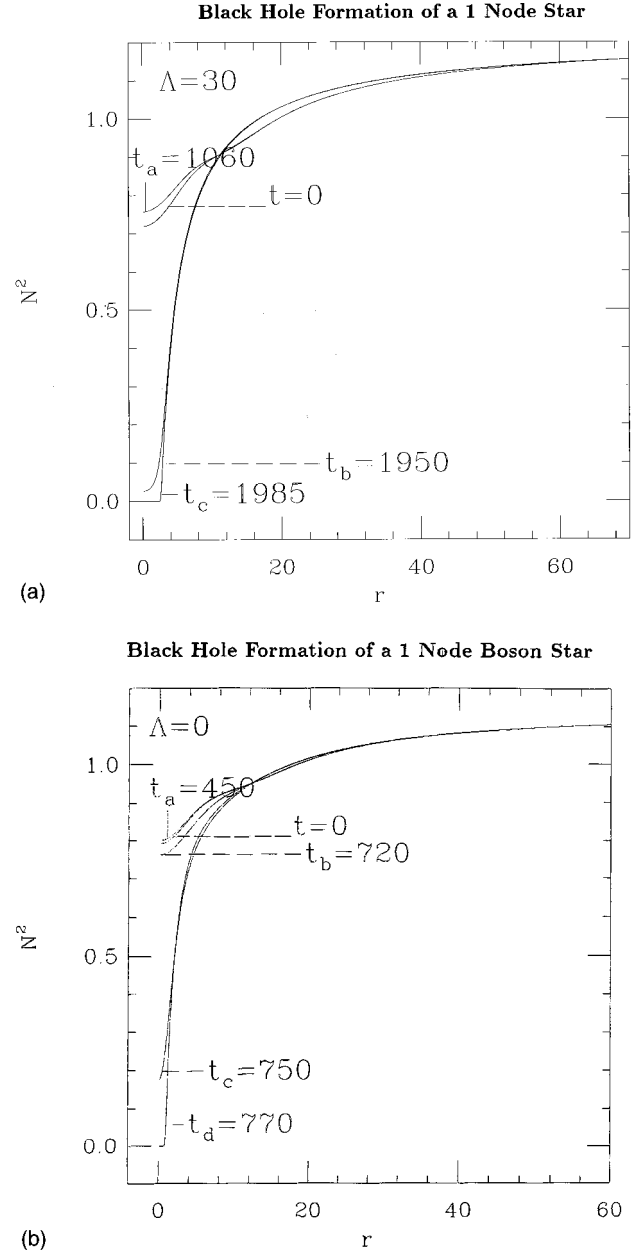 Black Hole Formation of a 1 Node Star
Λ=30
1.0
t_a=1060
t=0
N²
0.5
t_b=1950
0.0
t_c=1985
0 20 40 60
r
(a)
Black Hole Formation of a 1 Node Boson Star
Λ=0
1.0
t_a=450
t=0
t_b=720
N²
0.5
t_c=750
t_d=770
0.0
0 20 40 60
r
(b)